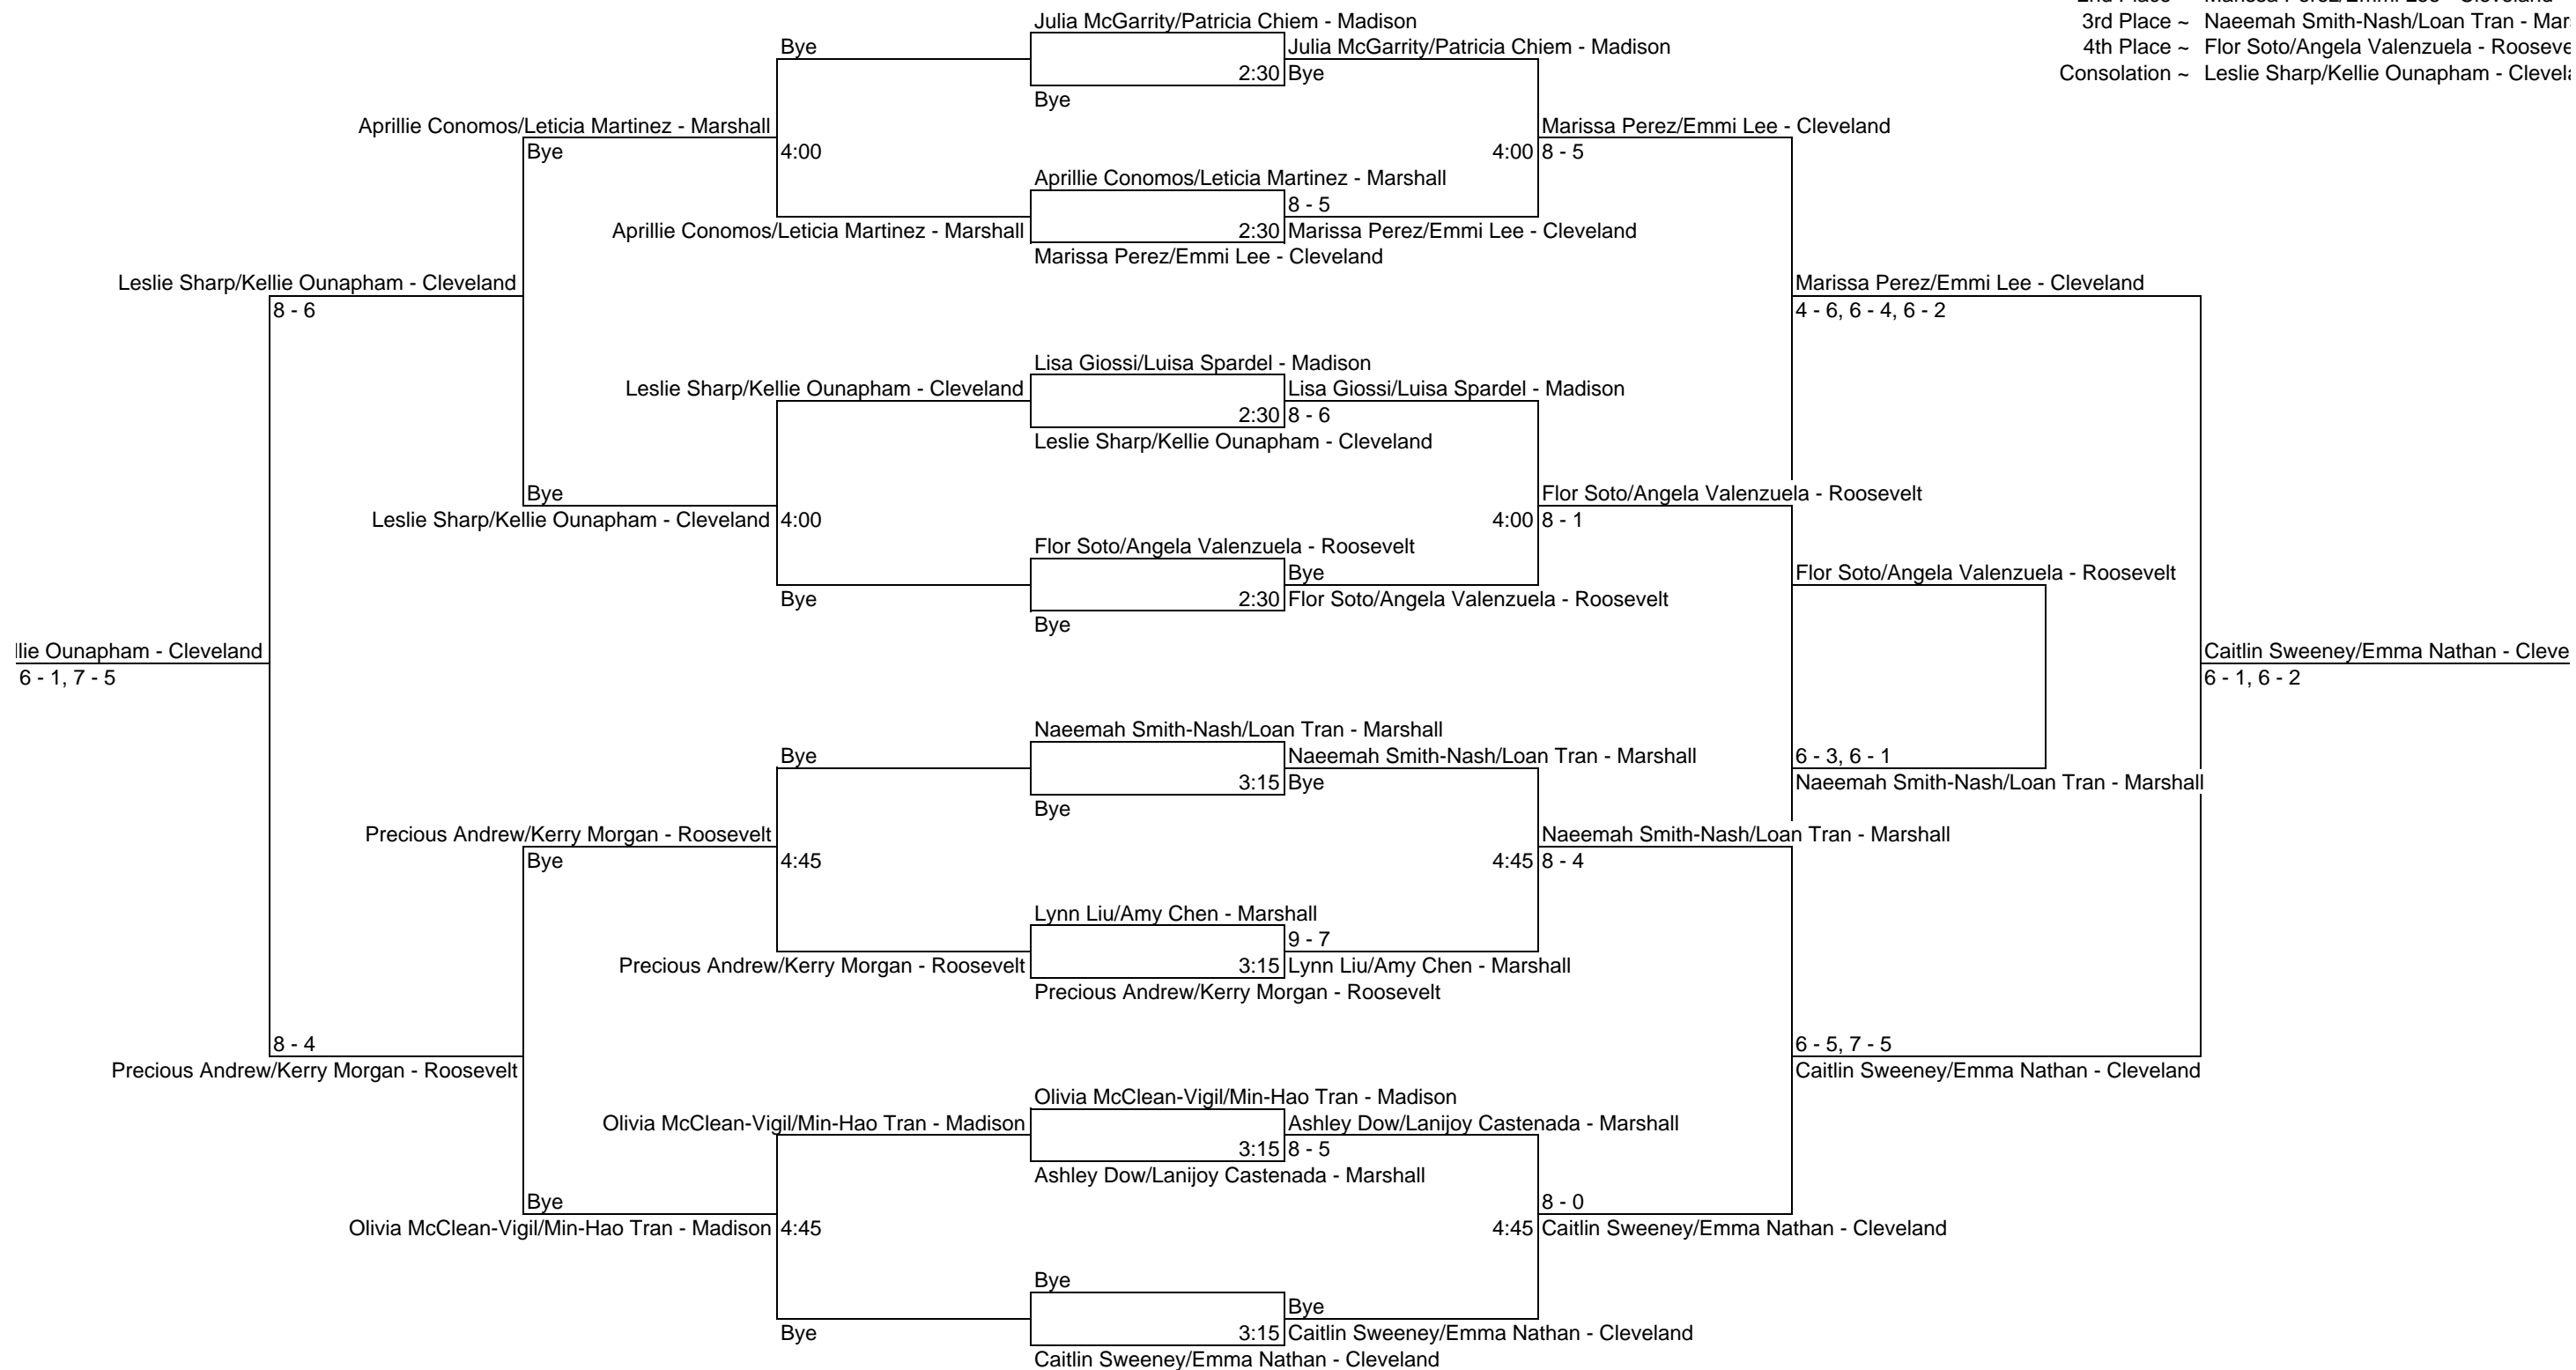 Marissa Perez/Emmi Lee - Cleveland
3rd Place ~ Naeemah Smith-Nash/Loan Tran -
4th Place ~ Flor Soto/Angela Valenzuela -
Consolation ~ Leslie Sharp/Kellie Ounapham -
Julia McGarrity/Patricia Chiem - Madison
Bye
Julia McGarrity/Patricia Chiem - Madison
2:30 Bye
Bye
Aprillie Conomos/Leticia Martinez - Marshall
Marissa Perez/Emmi Lee - Cleveland
Bye
4:00
4:00 8 - 5
Aprillie Conomos/Leticia Martinez - Marshall
8 - 5
Aprillie Conomos/Leticia Martinez - Marshall
2:30 Marissa Perez/Emmi Lee - Cleveland
Marissa Perez/Emmi Lee - Cleveland
Leslie Sharp/Kellie Ounapham - Cleveland
Marissa Perez/Emmi Lee - Cleveland
8 - 6
4 - 6, 6 - 4, 6 - 2
Lisa Giossi/Luisa Spardel - Madison
Leslie Sharp/Kellie Ounapham - Cleveland
Lisa Giossi/Luisa Spardel - Madison
2:30 8 - 6
Leslie Sharp/Kellie Ounapham - Cleveland
Bye
Flor Soto/Angela Valenzuela - Roosevelt
Leslie Sharp/Kellie Ounapham - Cleveland
4:00
4:00 8 - 1
Flor Soto/Angela Valenzuela - Roosevelt
Bye
Flor Soto/Angela Valenzuela - Roosevelt
Bye
2:30 Flor Soto/Angela Valenzuela - Roosevelt
Bye
Ounapham - Cleveland
Caitlin Sweeney/Emma Nathan -
6 - 1, 7 - 5
6 - 1, 6 - 2
Naeemah Smith-Nash/Loan Tran - Marshall
Bye
Naeemah Smith-Nash/Loan Tran - Marshall
6 - 3, 6 - 1
3:15 Bye
Naeemah Smith-Nash/Loan Tran - Marshall
Bye
Precious Andrew/Kerry Morgan - Roosevelt
Naeemah Smith-Nash/Loan Tran - Marshall
Bye
4:45
4:45 8 - 4
Lynn Liu/Amy Chen - Marshall
9 - 7
Precious Andrew/Kerry Morgan - Roosevelt
3:15 Lynn Liu/Amy Chen - Marshall
Precious Andrew/Kerry Morgan - Roosevelt
8 - 4
6 - 5, 7 - 5
Precious Andrew/Kerry Morgan - Roosevelt
Caitlin Sweeney/Emma Nathan - Cleveland
Olivia McClean-Vigil/Min-Hao Tran - Madison
Olivia McClean-Vigil/Min-Hao Tran - Madison
Ashley Dow/Lanijoy Castenada - Marshall
3:15 8 - 5
Ashley Dow/Lanijoy Castenada - Marshall
Bye
8 - 0
Olivia McClean-Vigil/Min-Hao Tran - Madison
4:45
4:45 Caitlin Sweeney/Emma Nathan - Cleveland
Bye
Bye
Bye
3:15 Caitlin Sweeney/Emma Nathan - Cleveland
Caitlin Sweeney/Emma Nathan - Cleveland